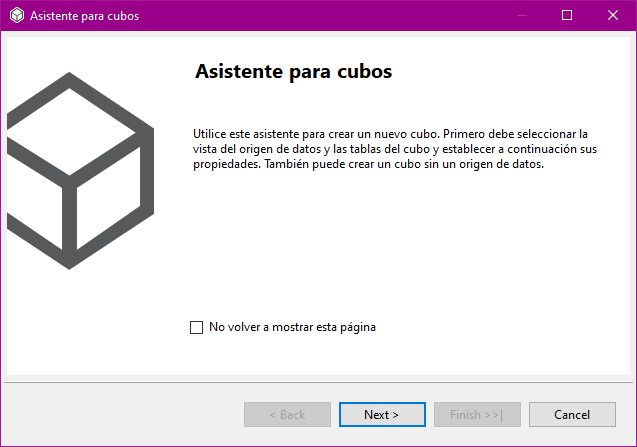 Asistente para cubos
Asistente para cubos
Utilice este asistente para crear un nuevo cubo. Primero debe seleccionar la
vista del origen de datos y las tablas del cubo y establecer a continuación sus
propiedades. También puede crear un cubo sin un origen de datos.
No volver a mostrar esta página
< Back
Next >
Finish >>|
Cancel